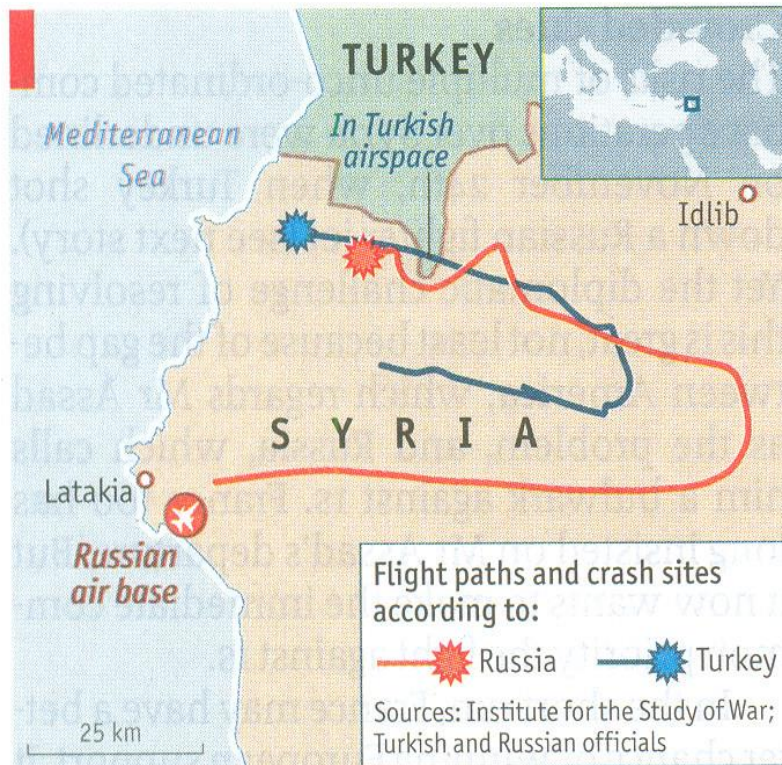 TURKEY
Mediterranean
Sea
In Turkish
airspace
Idlib
SYRIA
Latakia
Russian
air base
Flight paths and crash sites
according to:
Russia
Turkey
Sources: Institute for the Study of War;
Turkish and Russian officials
25 km